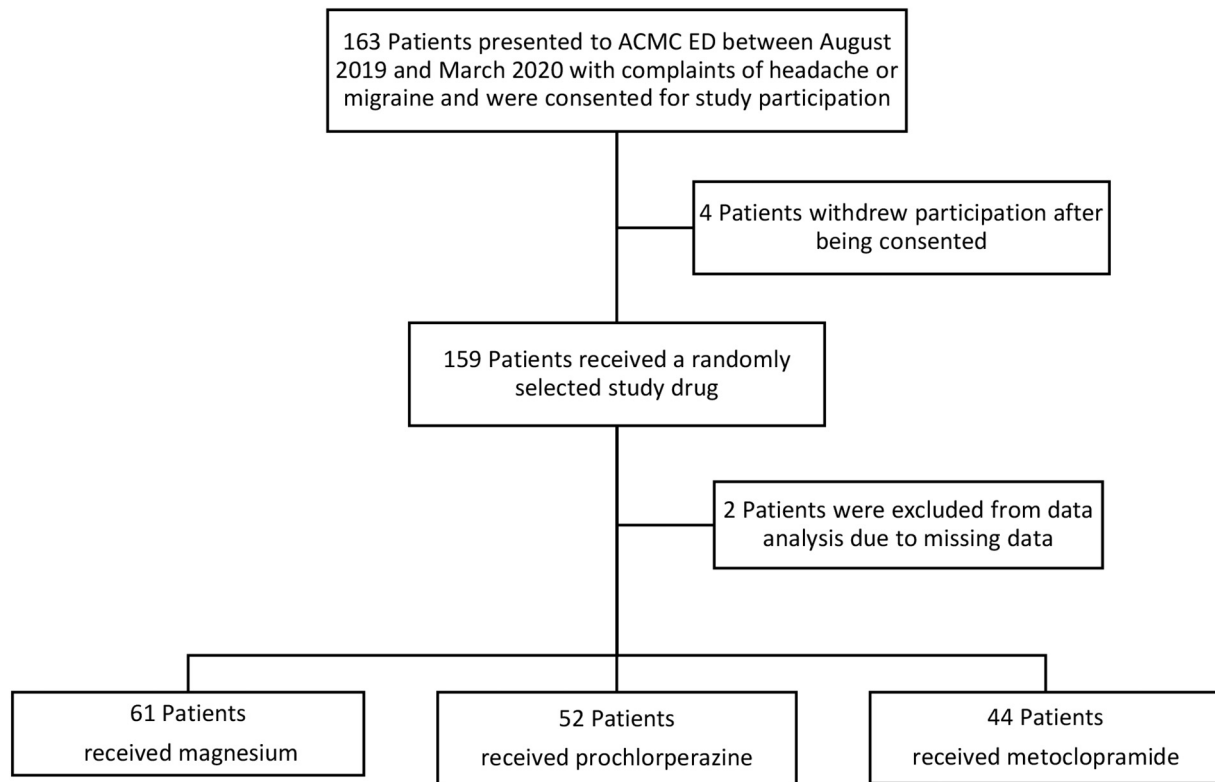 163 Patients presented to ACMC ED between August
2019 and March 2020 with complaints of headache or
migraine and were consented for study participation
4 Patients withdrew participation after
being consented
159 Patients received a randomly
selected study drug
2 Patients were excluded from data
analysis due to missing data
61 Patients
received magnesium
52 Patients
received prochlorperazine
44 Patients
received metoclopramide